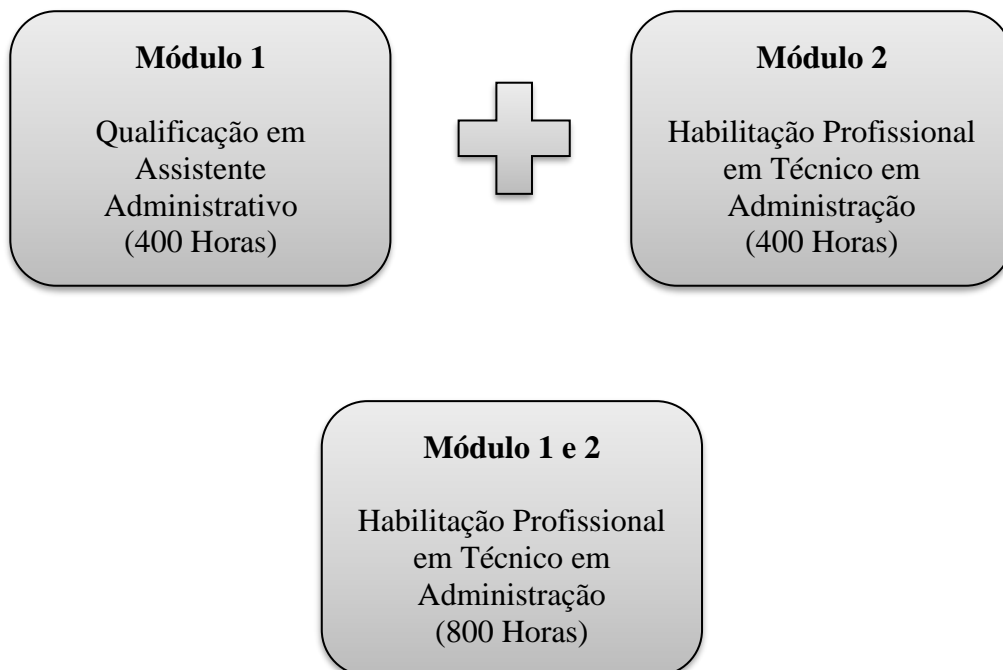 Módulo 1
Qualificação em
Assistente
Administrativo
(400 Horas)
Módulo 2
Habilitação Profissional
em Técnico em
Administração
(400 Horas)
Módulo 1 e 2
Habilitação Profissional
em Técnico em
Administração
(800 Horas)